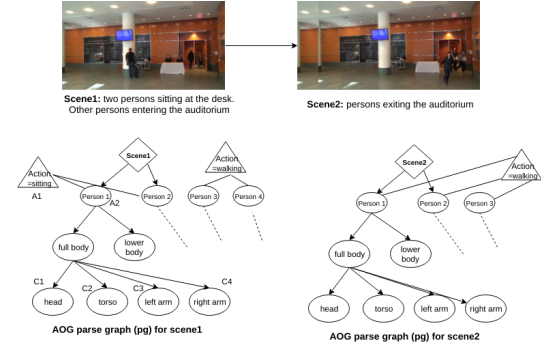 Scene1: two persons sitting at the desk.
Other persons entering the auditorium
Scene2: persons exiting the auditorium
Scene1
Action
=sitting
A1
Person 1
A2
Person 2
Action
=walking
Person 3
Person 4
full body
lower
body
C1
C2
C3
C4
head
torso
left arm
right arm
AOG parse graph (pg) for scene1
Scene2
Action
=walking
Person 1
Person 2
Person 3
full body
lower
body
head
torso
left arm
right arm
AOG parse graph (pg) for scene2